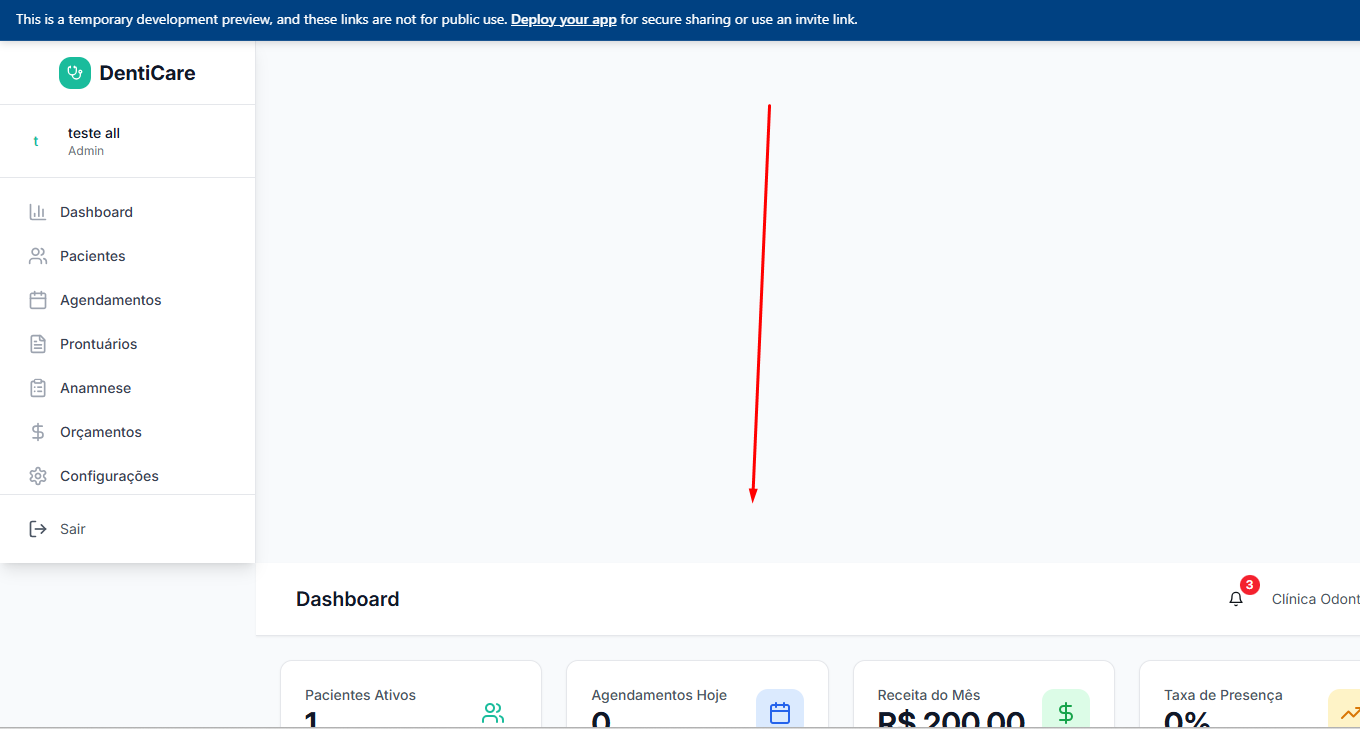 This is a temporary development preview, and these links are not for public use. Deploy your app for secure sharing or use an invite link.
DentiCare
t
teste all
Admin
Dashboard
Pacientes
Agendamentos
Prontuários
Anamnese
Orçamentos
Configurações
Sair
Dashboard
3
Clínica Odont
Pacientes Ativos
1
Agendamentos Hoje
0
Receita do Mês
R$ 200,00
Taxa de Presença
0%